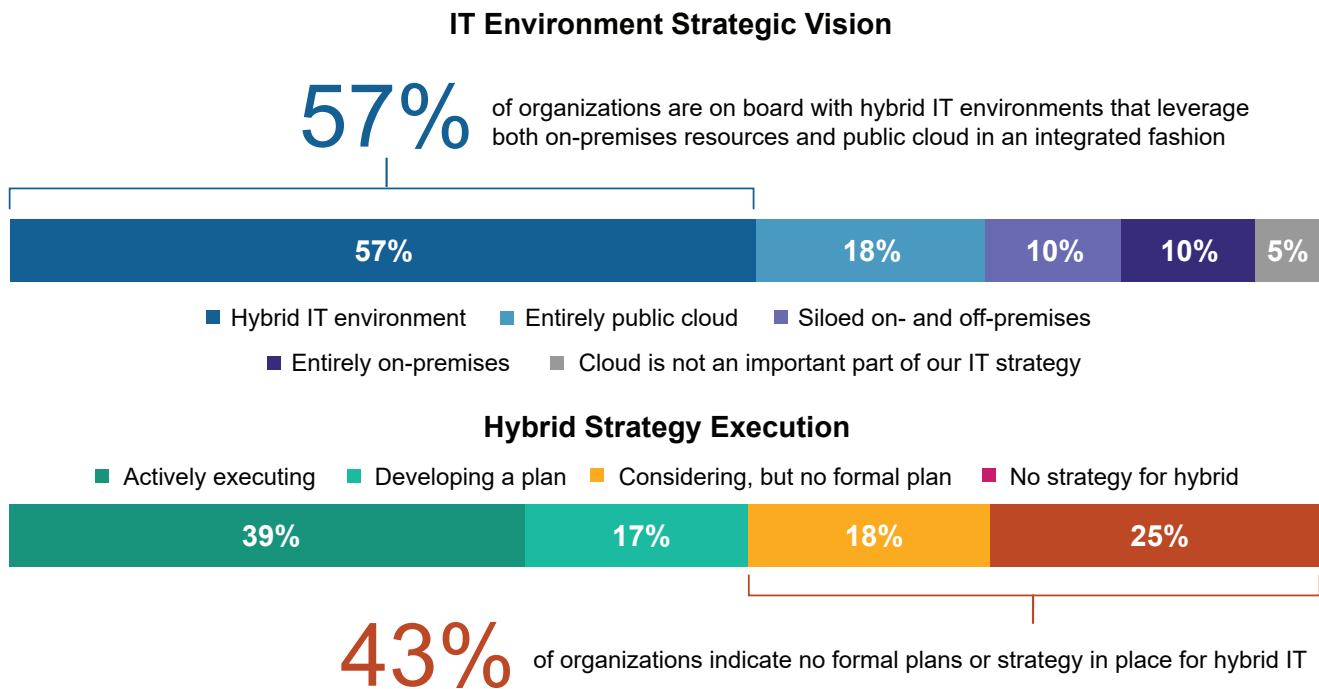 IT Environment Strategic Vision
57%
of organizations are on board with hybrid IT environments that leverage
both on-premises resources and public cloud in an integrated fashion
57% 18% 10% 10% 5%
Hybrid IT environment Entirely public cloud Siloed on- and off-premises
Entirely on-premises Cloud is not an important part of our IT strategy
Hybrid Strategy Execution
Actively executing Developing a plan Considering, but no formal plan No strategy for hybrid
39% 17% 18% 25%
43% of organizations indicate no formal plans or strategy in place for hybrid IT